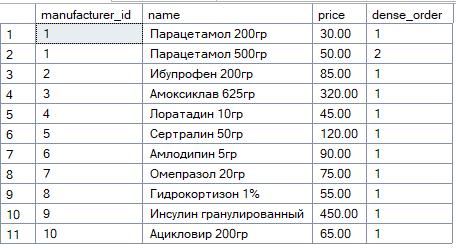 manufacturer_id name price dense_order
1 1 Парацетамол 200гр 30.00 1
2 1 Парацетамол 500гр 50.00 2
3 2 Ибупрофен 200гр 85.00 1
4 3 Амоксиклав 625гр 320.00 1
5 4 Лоратадин 10гр 45.00 1
6 5 Сертралин 50гр 120.00 1
7 6 Амлодипин 5гр 90.00 1
8 7 Омепразол 20гр 75.00 1
9 8 Гидрокортизон 1% 55.00 1
10 9 Инсулин гранулированный 450.00 1
11 10 Ацикловир 200гр 65.00 1